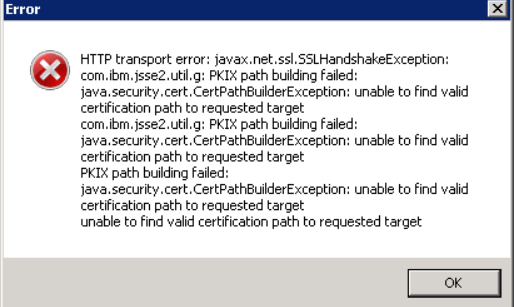 Error
HTTP transport error: javax.net.ssl.SSLHandshakeException:
com.ibm.jsse2.util.g: PKIX path building failed:
java.security.cert.CertPathBuilderException: unable to find valid
certification path to requested target
com.ibm.jsse2.util.g: PKIX path building failed:
java.security.cert.CertPathBuilderException: unable to find valid
certification path to requested target
PKIX path building failed:
java.security.cert.CertPathBuilderException: unable to find valid
certification path to requested target
unable to find valid certification path to requested target
OK